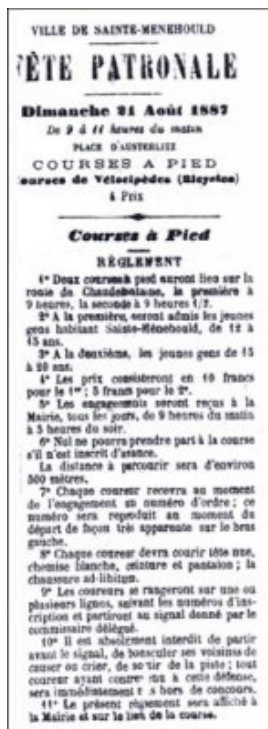 VILLE DE SAINTE-MENEHOULD
FÊTE PATRONALE
Dimanche 21 Août 1887
De 9 à 11 heures du matin
PLACE D'AUSTERLITZ
COURSES A PIED
Courses de Vélocipèdes (Bicycles)
4 Prix
Courses à Pied
RÈGLEMENT
1° Deux courses à pied auront lieu sur la
route de Chaudefontaine, la première à
9 heures, la seconde à 9 heures 1/2.
2° A la première, seront admis les jeunes
gens habitant Sainte-Ménehould, de 12 à
15 ans.
3° A la deuxième, les jeunes gens de 15
à 20 ans.
4° Les prix consisteront en 10 francs
pour le 1er ; 5 francs pour le 2e.
5° Les engagements seront reçus à la
Mairie, tous les jours, de 9 heures du matin
à 5 heures du soir.
6° Nul ne pourra prendre part à la course
s'il n'est inscrit d'avance.
La distance à parcourir sera d'environ
500 mètres.
7° Chaque coureur recevra au moment
de l'engagement un numéro d'ordre ; ce
numéro sera reproduit au moment du
départ de façon très apparente sur le bras
gauche.
8° Chaque coureur devra courir tête nue,
chemise blanche, ceinture et pantalon ; la
chaussure ad-libitum.
9° Les coureurs se rangeront sur une ou
plusieurs lignes, suivant les numéros d'ins-
cription et partiront au signal donné par le
commissaire délégué.
10° Il est absolument interdit de partir
avant le signal, de bousculer ses voisins de
causer ou crier, de sortir de la piste ; tout
coureur ayant contrevenu à cette défense,
sera immédiatement mis hors de concours.
11° Le présent règlement sera affiché à
la Mairie et sur le lieu de la course.